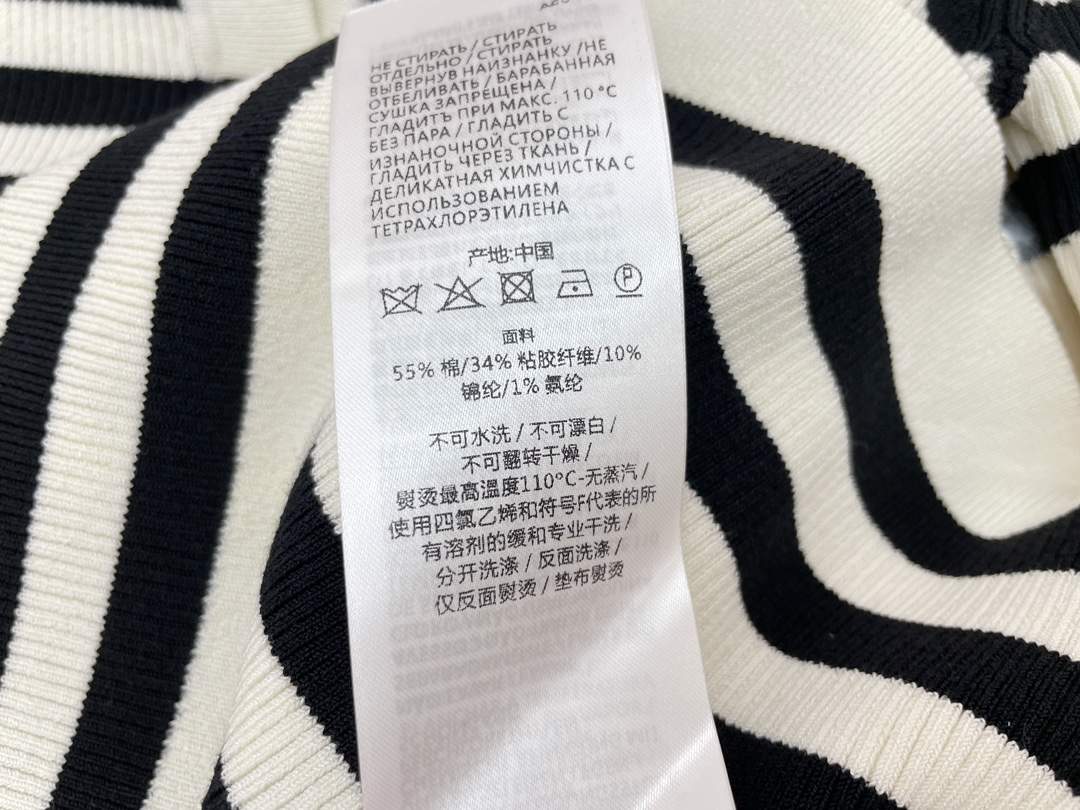 НЕ СТИРАТЬ / СТИРАТЬ
ОТДЕЛЬНО / СТИРАТЬ
ВЫВЕРНУВ НАИЗНАНКУ /НЕ
ОТБЕЛИВАТЬ / БАРАБАННАЯ
СУШКА ЗАПРЕЩЕНА /
ГЛАДИТЬ ПРИ МАКС. 110 °C
БЕЗ ПАРА / ГЛАДИТЬ С
ИЗНАНОЧНОЙ СТОРОНЫ /
ГЛАДИТЬ ЧЕРЕЗ ТКАНЬ /
ДЕЛИКАТНАЯ ХИМЧИСТКА С
ИСПОЛЬЗОВАНИЕМ
ТЕТРАХЛОРЭТИЛЕНА
产地:中国
P
面料
55% 棉/34% 粘胶纤维/10%
锦纶/1% 氨纶
不可水洗 / 不可漂白 /
不可翻转干燥 /
熨烫最高温度110°C-无蒸汽 /
使用四氯乙烯和符号F代表的所
有溶剂的缓和专业干洗 /
分开洗涤 / 反面洗涤 /
仅反面熨烫 / 垫布熨烫